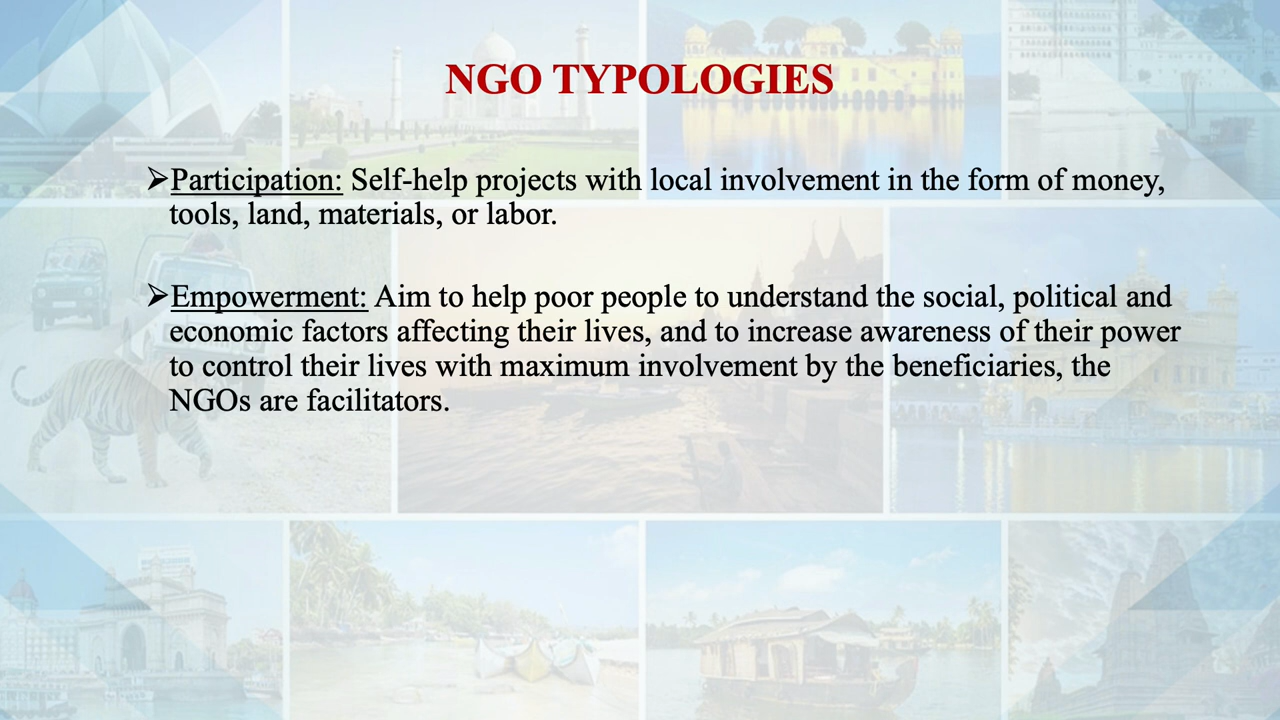 NGO TYPOLOGIES
➢Participation: Self-help projects with local involvement in the form of money,
tools, land, materials, or labor.
➢Empowerment: Aim to help poor people to understand the social, political and
economic factors affecting their lives, and to increase awareness of their power
to control their lives with maximum involvement by the beneficiaries, the
NGOs are facilitators.